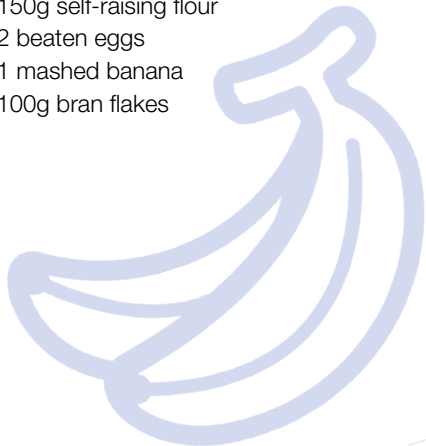 150g self-raising flour
2 beaten eggs
1 mashed banana
100g bran flakes